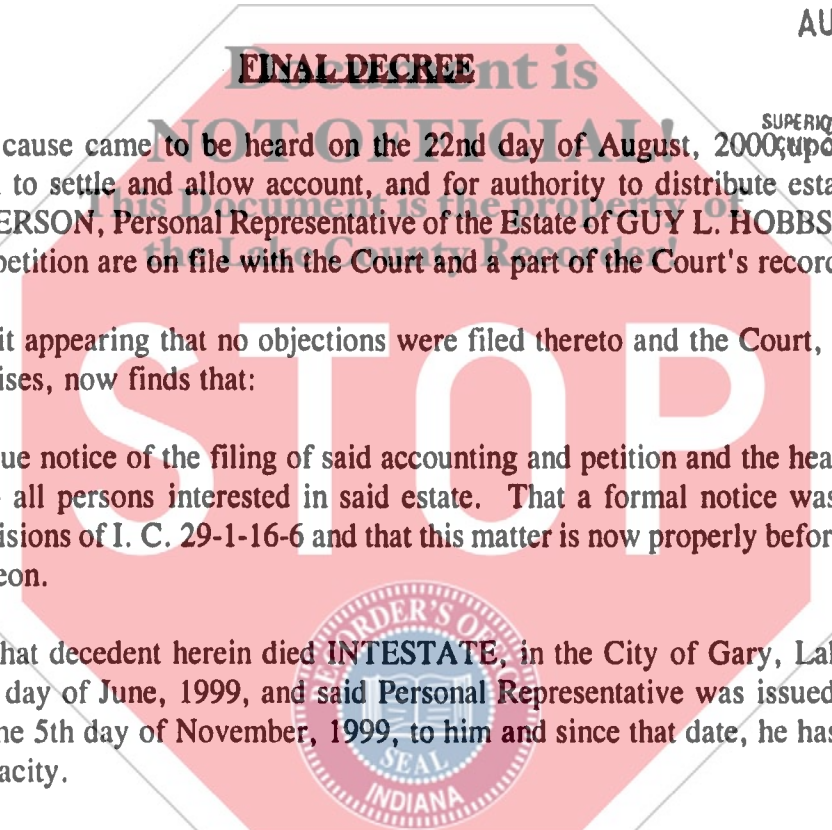 AU
FINAL DECREE
Document is
NOT OFFICIAL!
This Document is the property of
the Lake County Recorder!
SUPERIO
cause came to be heard on the 22nd day of August, 2000, upo
to settle and allow account, and for authority to distribute esta
ERSON, Personal Representative of the Estate of GUY L. HOBBS
petition are on file with the Court and a part of the Court's record
it appearing that no objections were filed thereto and the Court,
ises, now finds that:
ue notice of the filing of said accounting and petition and the hea
all persons interested in said estate. That a formal notice was
isions of I. C. 29-1-16-6 and that this matter is now properly befor
eon.
STOP
hat decedent herein died INTESTATE, in the City of Gary, Lal
day of June, 1999, and said Personal Representative was issued
he 5th day of November, 1999, to him and since that date, he has
acity.
RECORDER'S OF
SEAL
INDIANA